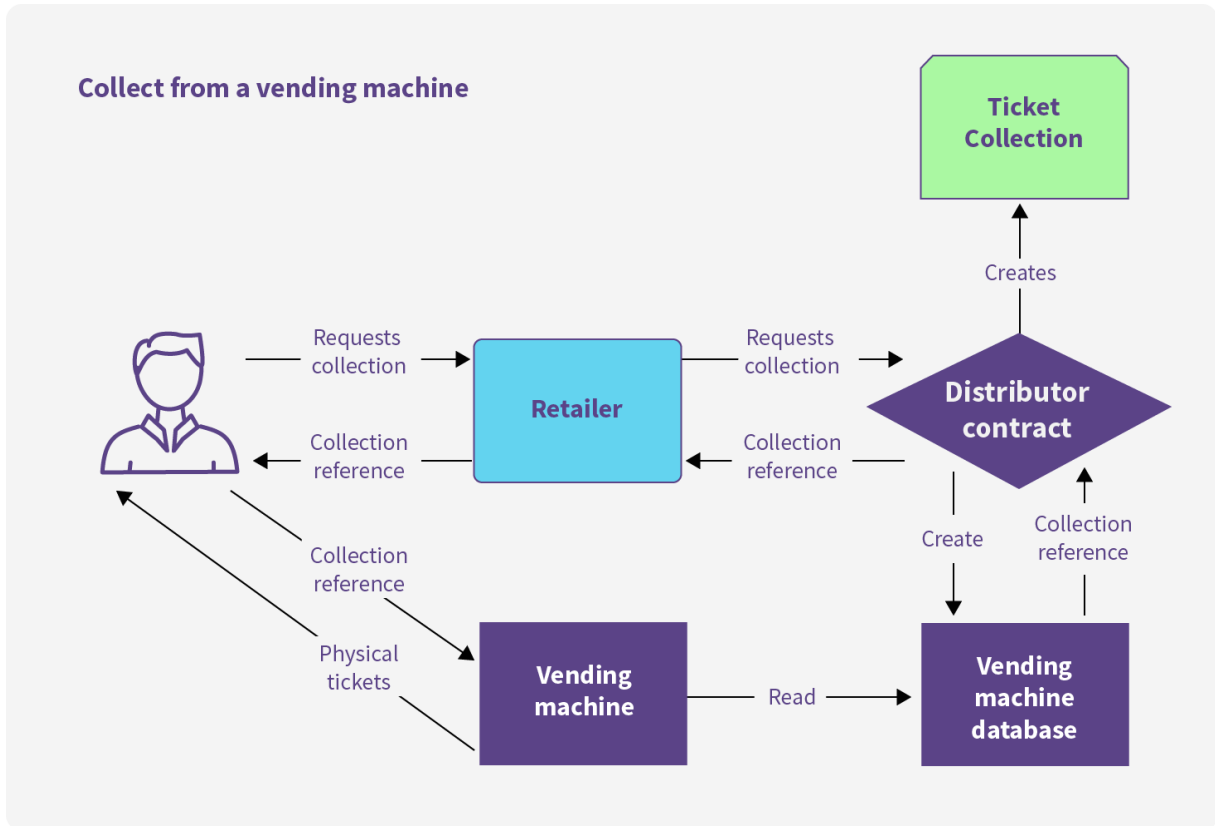 Collect from a vending machine
Ticket
Collection
Creates
Requests
collection
Requests
collection
Retailer
Distributor
contract
Collection
reference
Collection
reference
Create
Collection
reference
Collection
reference
Physical
tickets
Vending
machine
Read
Vending
machine
database